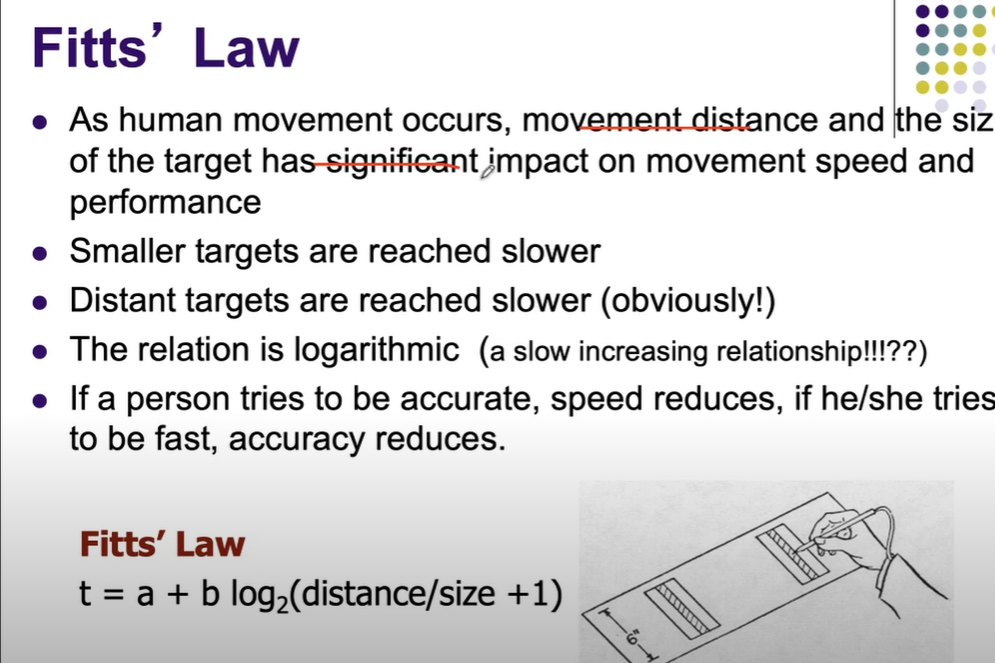 Fitts’ Law
• As human movement occurs, movement distance and the siz
of the target has significant impact on movement speed and
performance
• Smaller targets are reached slower
• Distant targets are reached slower (obviously!)
• The relation is logarithmic (a slow increasing relationship!!!??)
• If a person tries to be accurate, speed reduces, if he/she tries
to be fast, accuracy reduces.
Fitts’ Law
t = a + b log₂(distance/size +1)
6"